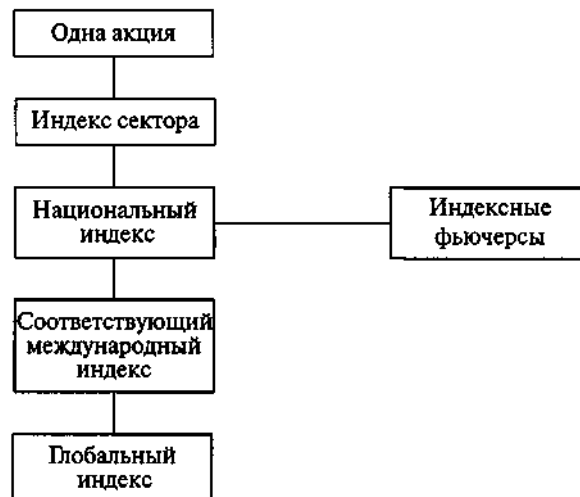 Одна акция
Индекс сектора
Национальный
индекс
Индексные
фьючерсы
Соответствующий
международный
индекс
Глобальный
индекс